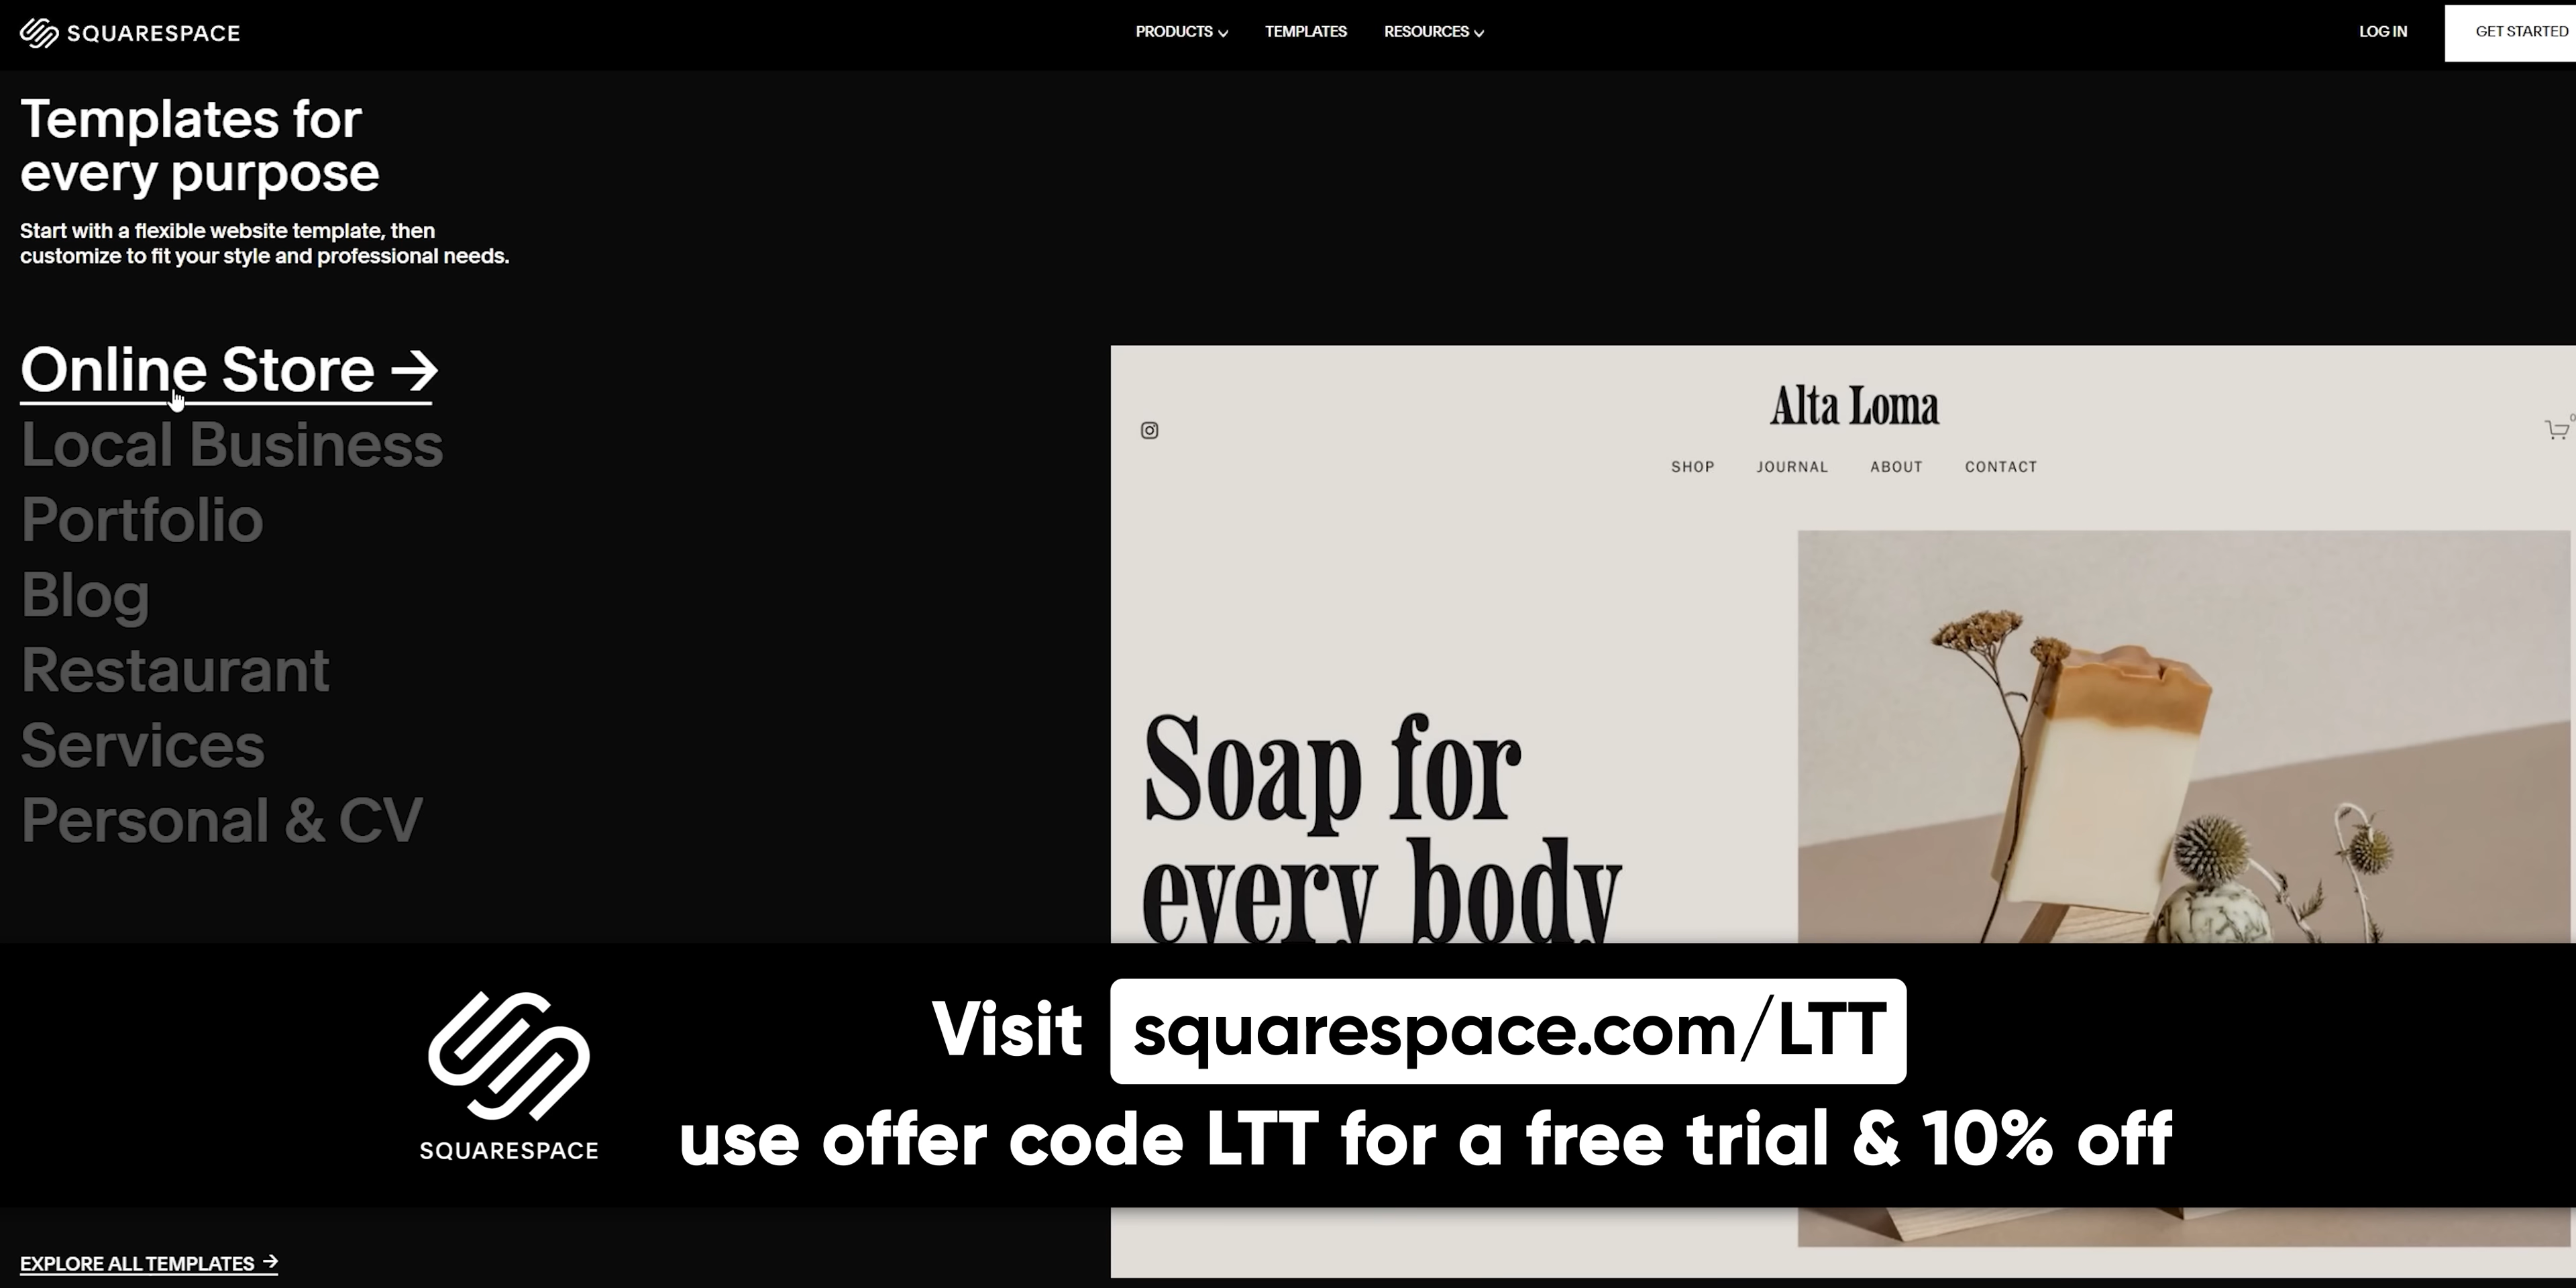 SQUARESPACE
PRODUCTS
TEMPLATES
RESOURCES
LOG IN
GET STARTED
Templates for
every purpose
Start with a flexible website template, then
customize to fit your style and professional needs.
Online Store →
Local Business
Portfolio
Blog
Restaurant
Services
Personal & CV
Alta Loma
0
SHOP
JOURNAL
ABOUT
CONTACT
Soap for
every body
SQUARESPACE
Visit squarespace.com/LTT
use offer code LTT for a free trial & 10% off
EXPLORE ALL TEMPLATES →